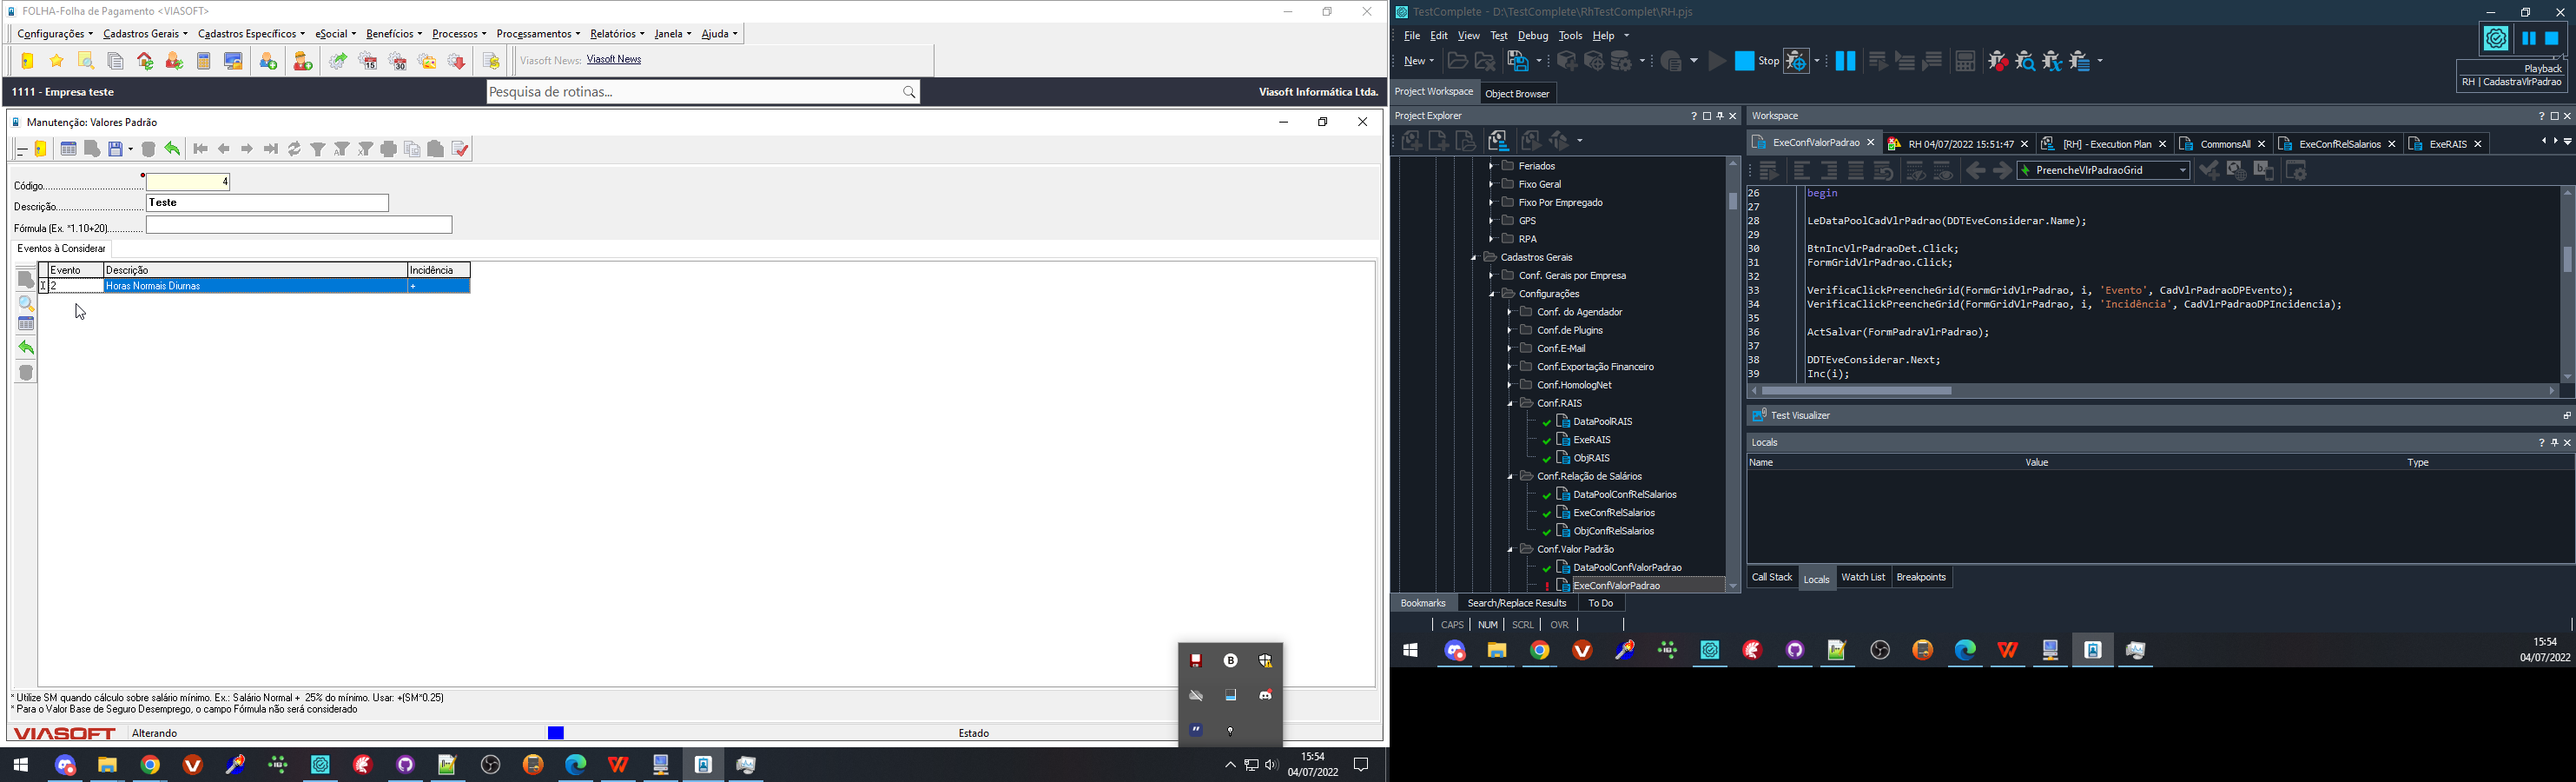 FOLHA-Folha de Pagamento <VIASOFT>
Configurações Cadastros Gerais Cadastros Específicos eSocial Benefícios Processos Processamentos Relatórios Janela Ajuda
Viasoft News: Viasoft News
1111 - Empresa teste
Pesquisa de rotinas...
Viasoft Informática Ltda.
Manutenção: Valores Padrão
Código
4
Descrição
Teste
Fórmula (Ex. *1.10+20)
Eventos à Considerar
Evento Descrição Incidência
2 Horas Normais Diurnas +
* Utilize SM quando cálculo sobre salário mínimo. Ex.: Salário Normal + 25% do mínimo. Usar: +(SM*0.25)
* Para o Valor Base de Seguro Desemprego, o campo Fórmula não será considerado
VIASOFT Alterando Estado
15:54
04/07/2022
TestComplete - D:\TestComplete\RhTestComplet\RH.pjs
File Edit View Test Debug Tools Help
New
Stop
Playback
RH | CadastraVlrPadrao
Project Workspace Object Browser
Project Explorer
Feriados
Fixo Geral
Fixo Por Empregado
GPS
RPA
Cadastros Gerais
Conf. Gerais por Empresa
Configurações
Conf. do Agendador
Conf.de Plugins
Conf.E-Mail
Conf.Exportação Financeiro
Conf.HomologNet
Conf.RAIS
DataPoolRAIS
ExeRAIS
ObjRAIS
Conf.Relação de Salários
DataPoolConfRelSalarios
ExeConfRelSalarios
ObjConfRelSalarios
Conf.Valor Padrão
DataPoolConfValorPadrao
ExeConfValorPadrao
Bookmarks Search/Replace Results To Do
CAPS NUM SCRL OVR
Workspace
ExeConfValorPadrao RH 04/07/2022 15:51:47 [RH] - Execution Plan CommonsAll ExeConfRelSalarios ExeRAIS
PreencheVlrPadraoGrid
26 begin
27
28 LeDataPoolCadVlrPadrao(DDTEveConsiderar.Name);
29
30 BtnIncVlrPadraoDet.Click;
31 FormGridVlrPadrao.Click;
32
33 VerificaClickPreencheGrid(FormGridVlrPadrao, i, 'Evento', CadVlrPadraoDPEvento);
34 VerificaClickPreencheGrid(FormGridVlrPadrao, i, 'Incidência', CadVlrPadraoDPIncidencia);
35
36 ActSalvar(FormPadraVlrPadrao);
37
38 DDTEveConsiderar.Next;
39 Inc(i);
Test Visualizer
Locals
Name Value Type
Call Stack Locals Watch List Breakpoints
15:54
04/07/2022